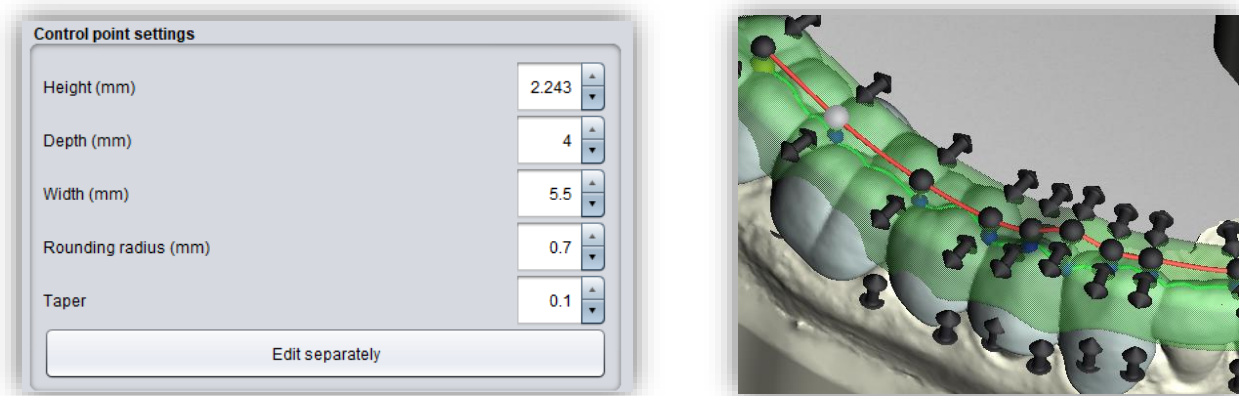 Control point settings
Height (mm) 2.243
Depth (mm) 4
Width (mm) 5.5
Rounding radius (mm) 0.7
Taper 0.1
Edit separately